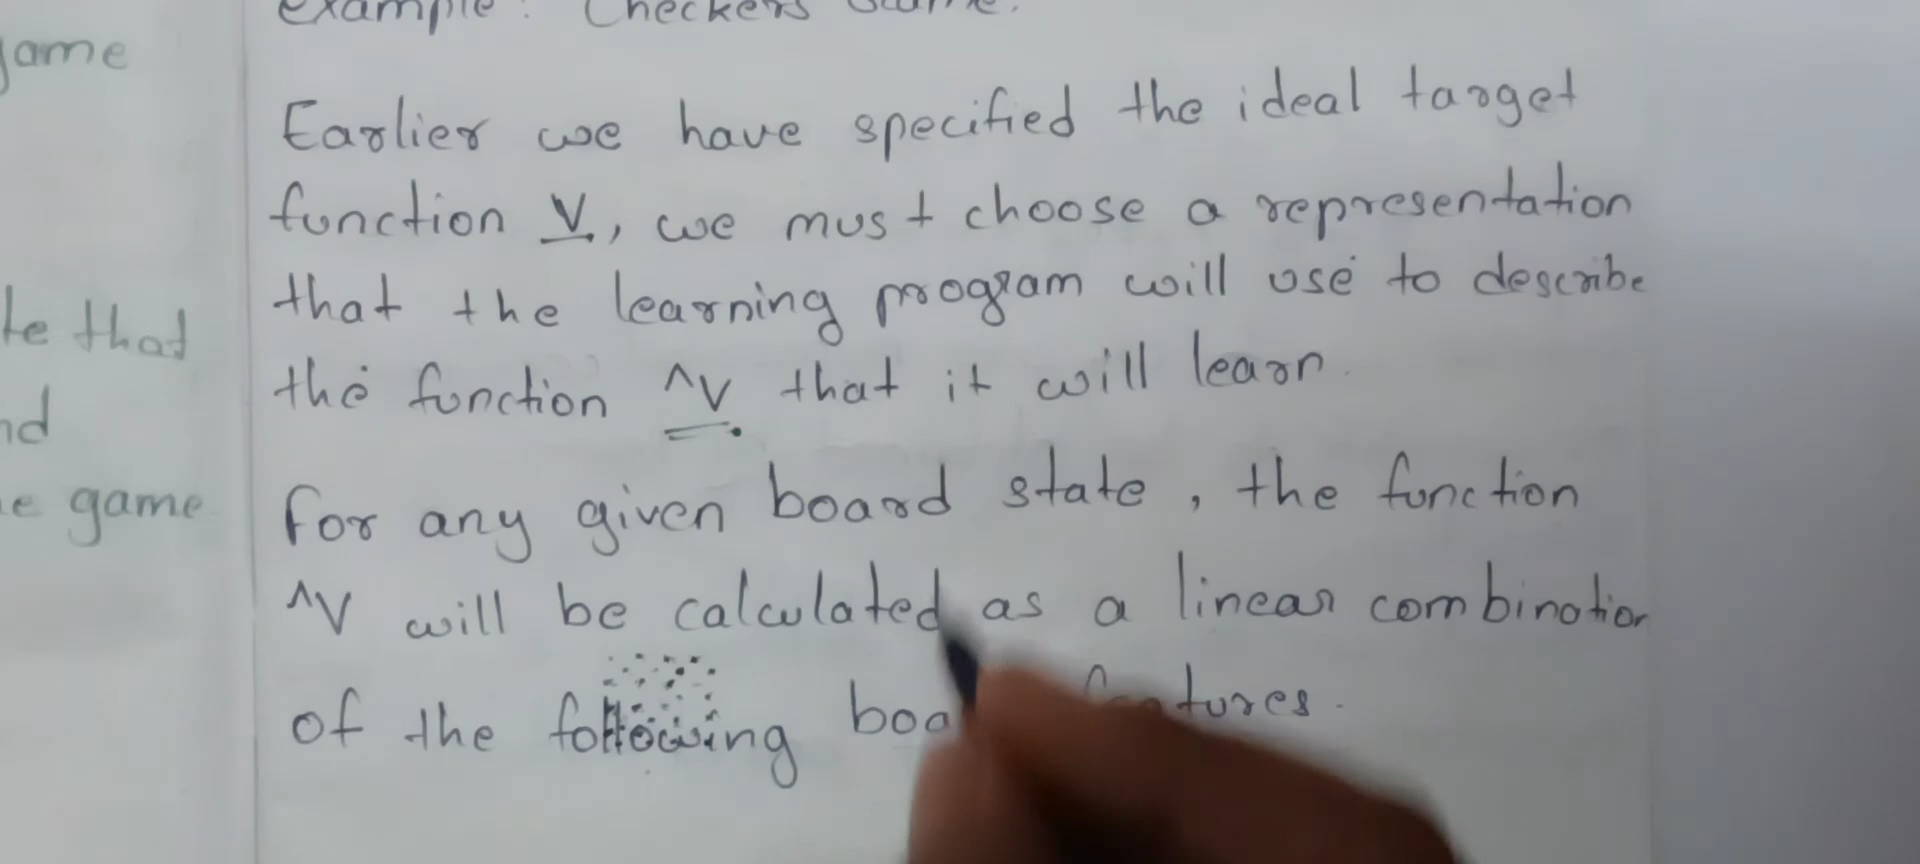 game
te that
nd
e game
example: Checkers Game.
Earlier we have specified the ideal target
function V, we must choose a representation
that the learning program will use to describe
the function ^V that it will learn.
for any given board state, the function
^V will be calculated as a linear combination
of the following boa features.